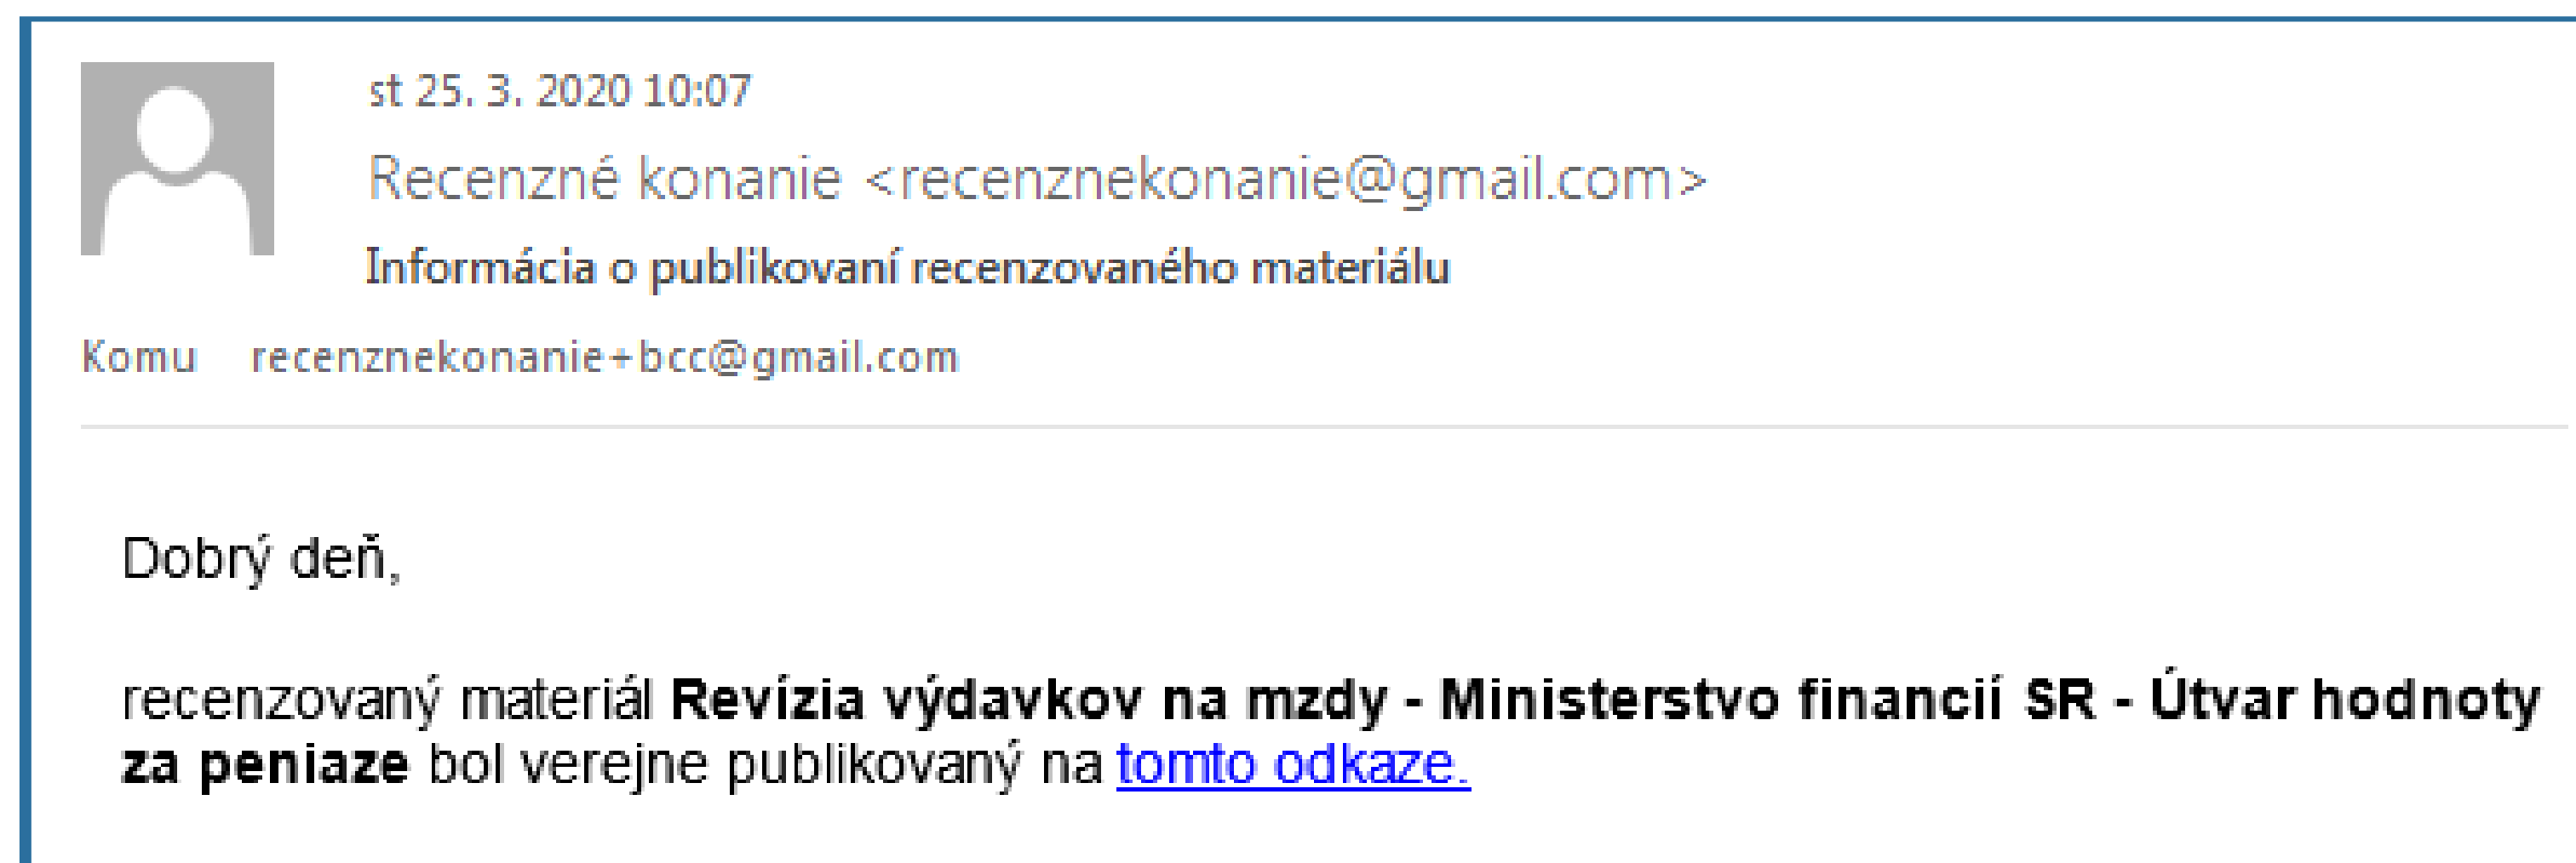 st 25. 3. 2020 10:07
Recenzné konanie <recenznekonanie@gmail.com>
Informácia o publikovaní recenzovaného materiálu
Komu recenznekonanie+bcc@gmail.com
Dobrý deň,
recenzovaný materiál Revízia výdavkov na mzdy - Ministerstvo financií SR - Útvar hodnoty
za peniaze bol verejne publikovaný na tomto odkaze.